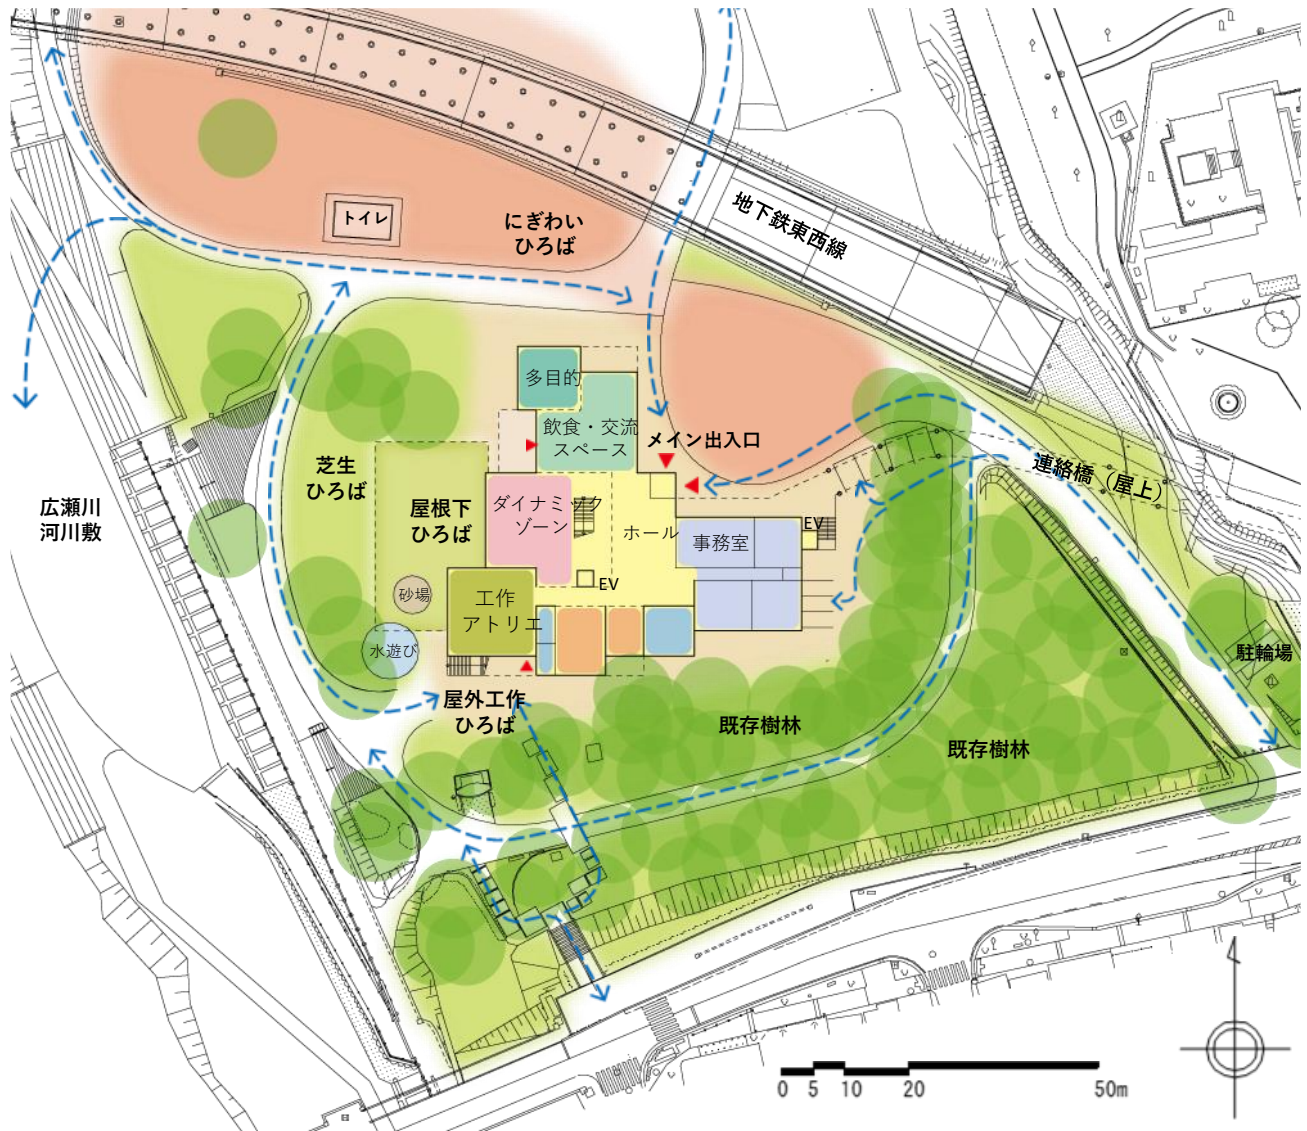 トイレ
にぎわい
ひろば
地下鉄東西線
多目的
飲食・交流
スペース
メイン出入口
連絡橋（屋上）
芝生
ひろば
屋根下
ひろば
ダイナミック
ゾーン
ホール
事務室
EV
広瀬川
河川敷
EV
砂場
工作
アトリエ
水遊び
駐輪場
屋外工作
ひろば
既存樹林
既存樹林
0 5 10 20 50m